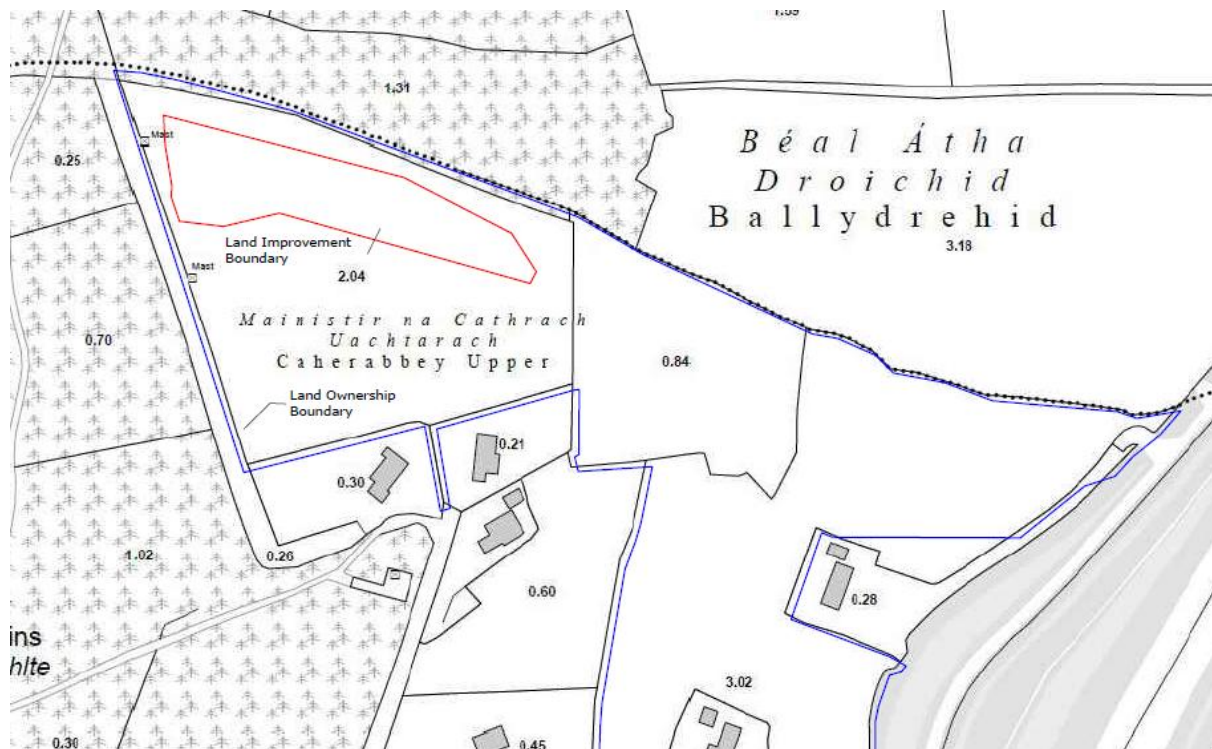 1.59
1.31
Béal Átha
Droichid
Ballydrehid
3.18
Mast
0.25
Land Improvement
Boundary
Mast
2.04
Mainistir na Cathrach
Uachtarach
Caherabbey Upper
0.70
0.84
Land Ownership
Boundary
0.21
0.30
1.02
0.26
0.60
0.28
ins
hlte
3.02
0.30
0.45